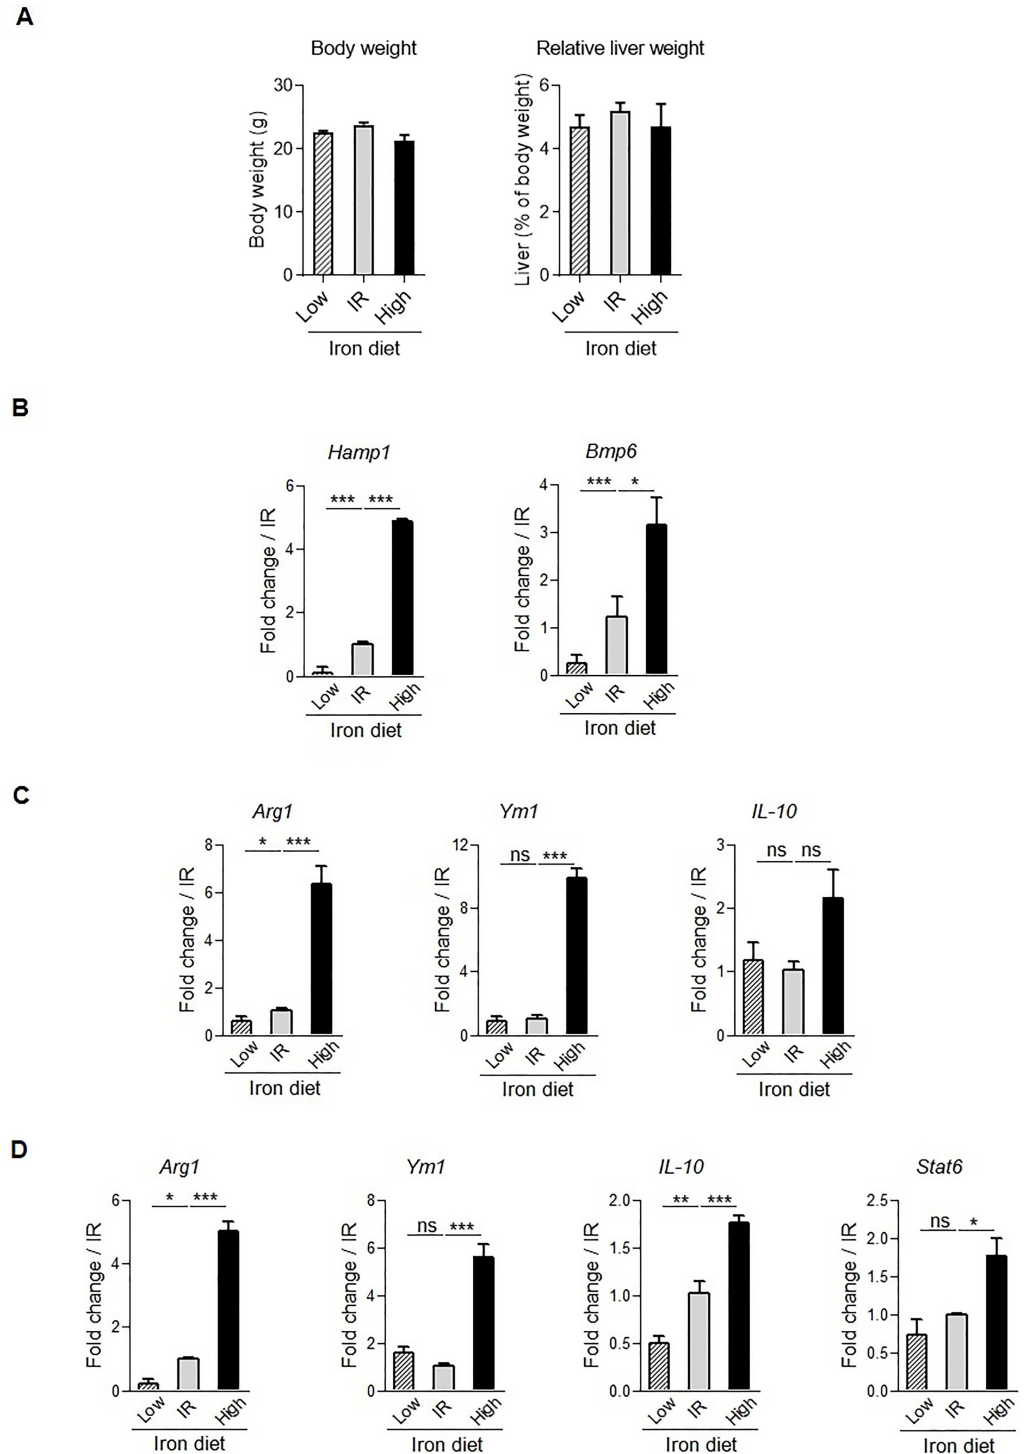 A
Body weight
Relative liver weight
Body weight (g)
30
20
10
0
Low
IR
High
Iron diet
Liver (% of body weight)
6
4
2
0
Low
IR
High
Iron diet
B
Hamp1
Bmp6
Fold change / IR
6
4
2
0
*** ***
Low
IR
High
Iron diet
Fold change / IR
4
3
2
1
0
*** *
Low
IR
High
Iron diet
C
Arg1
Ym1
IL-10
Fold change / IR
8
6
4
2
0
* ***
Low
IR
High
Iron diet
Fold change / IR
12
8
4
0
ns ***
Low
IR
High
Iron diet
Fold change / IR
3
2
1
0
ns ns
Low
IR
High
Iron diet
D
Arg1
Ym1
IL-10
Stat6
Fold change / IR
6
4
2
0
* ***
Low
IR
High
Iron diet
Fold change / IR
8
6
4
2
0
ns ***
Low
IR
High
Iron diet
Fold change / IR
2.0
1.5
1.0
0.5
0.0
** ***
Low
IR
High
Iron diet
Fold change / IR
2.5
2.0
1.5
1.0
0.5
0.0
ns *
Low
IR
High
Iron diet